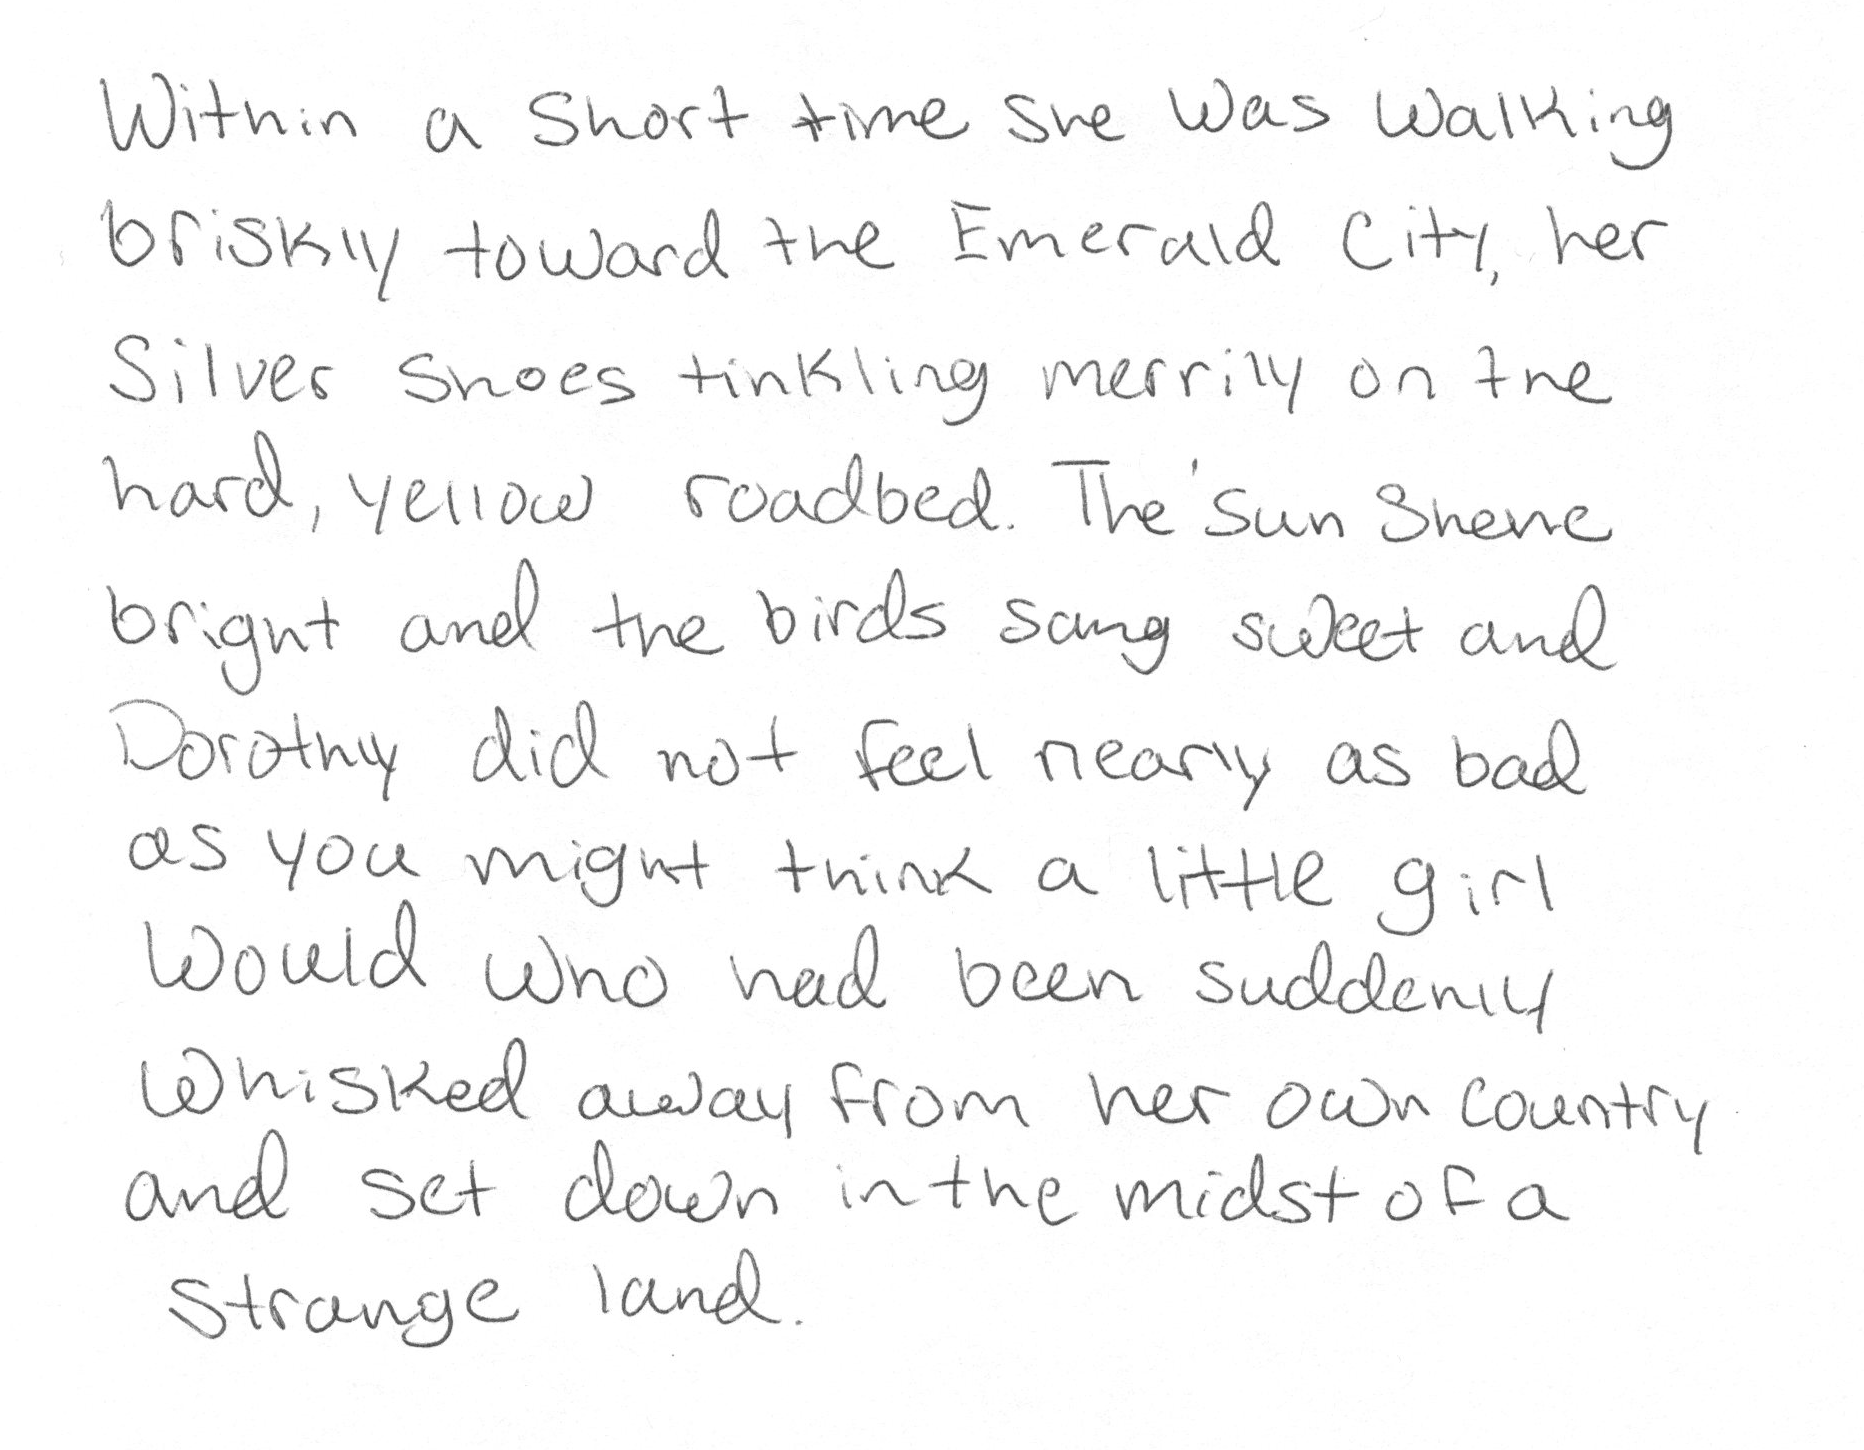 Within a Short time she was walking
briskly toward the Emerald City, her
Silver Shoes tinkling merrily on the
hard, yellow roadbed. The Sun Shene
bright and the birds sang sweet and
Dorothy did not feel nearly as bad
as you might think a little girl
would who had been suddenly
whisked away from her own country
and set down in the midst of a
strange land.